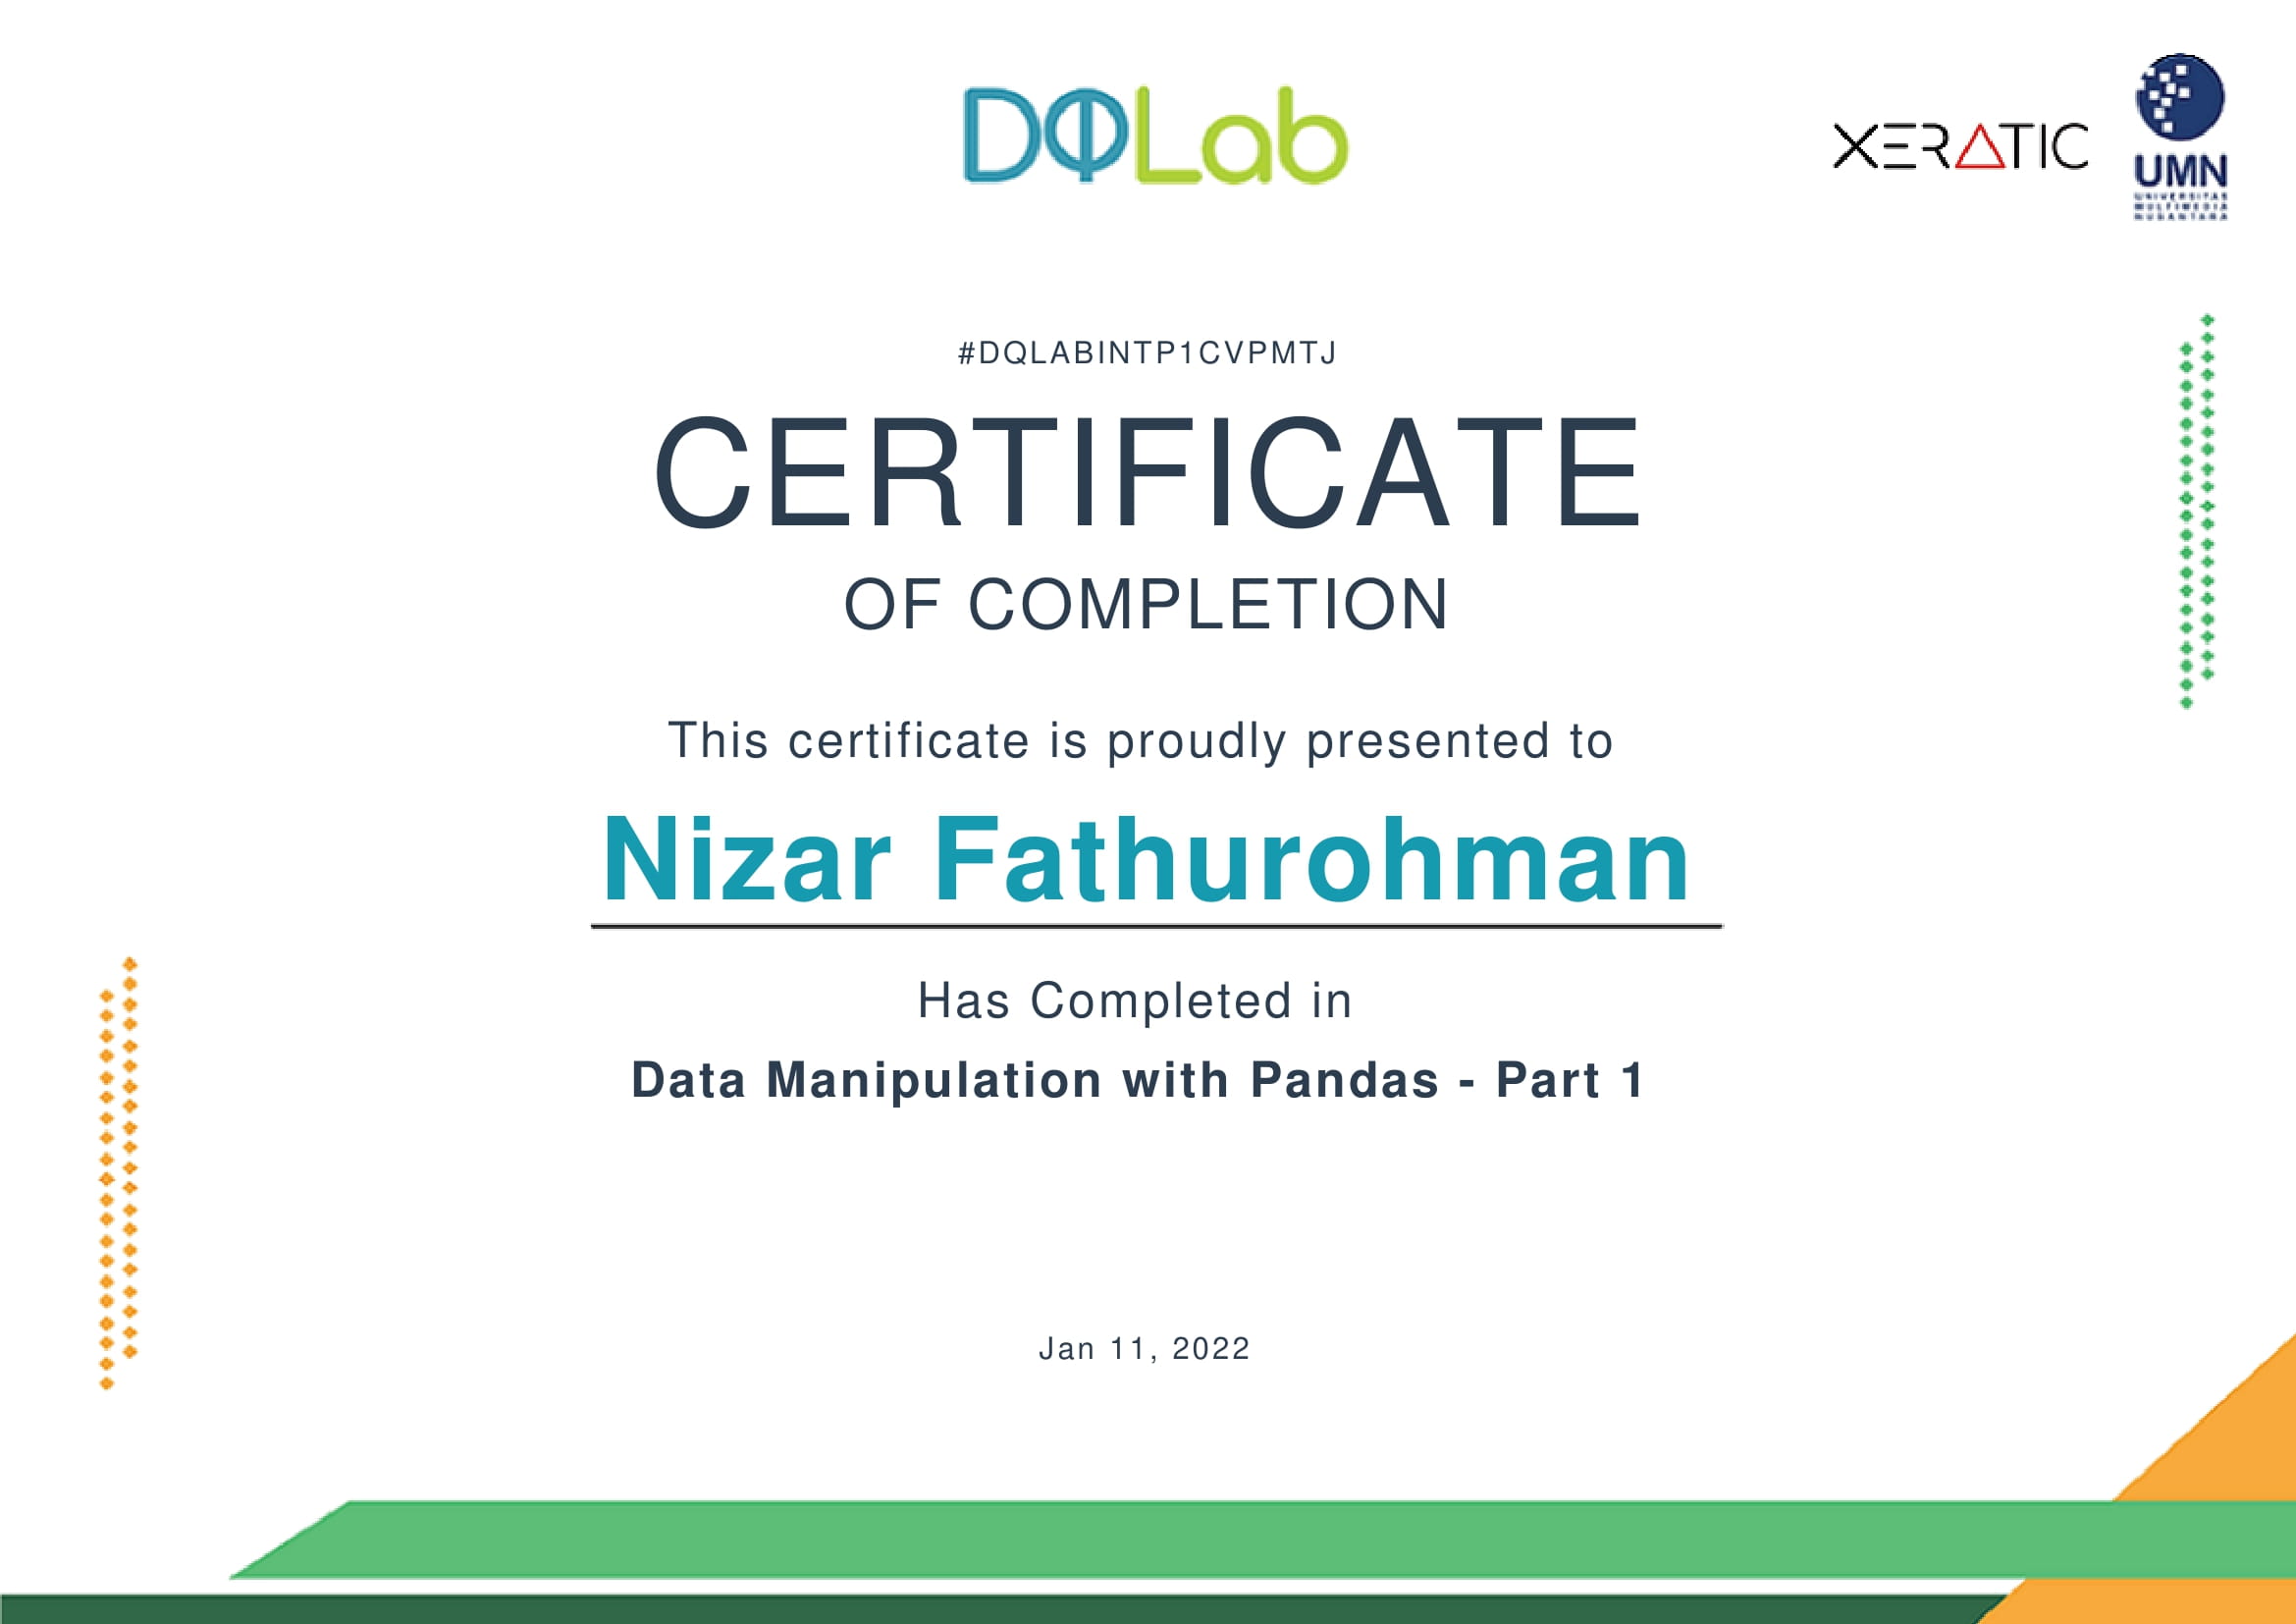 DQLab
XERATIC
UMN
UNIVERSITAS
MULTIMEDIA
NUSANTARA
#DQLABINTP1CVPMTJ
CERTIFICATE
OF COMPLETION
This certificate is proudly presented to
Nizar Fathurohman
Has Completed in
Data Manipulation with Pandas - Part 1
Jan 11, 2022